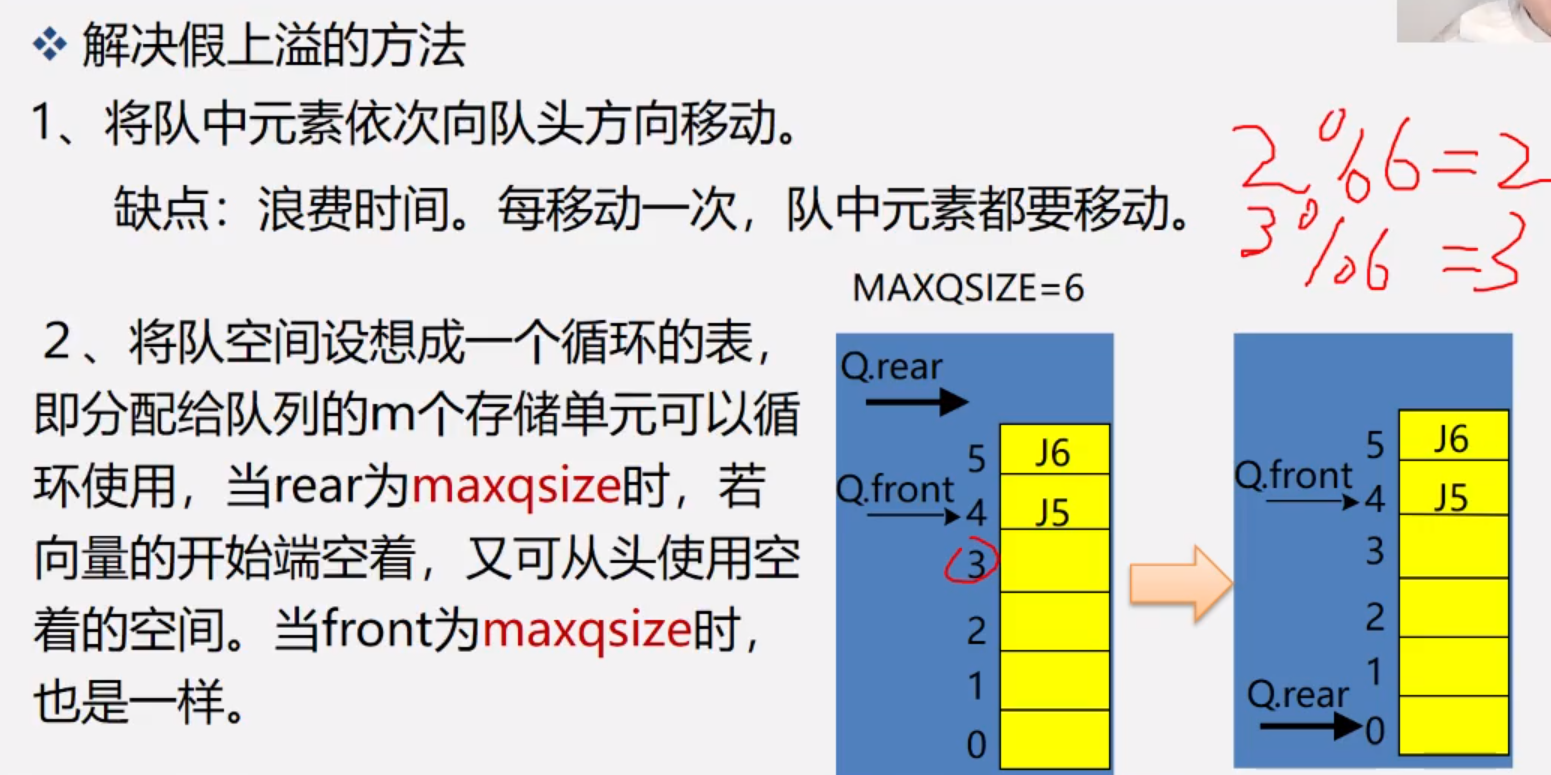 解决假上溢的方法
1、将队中元素依次向队头方向移动。
缺点：浪费时间。每移动一次，队中元素都要移动。
2%6=2
3%6=3
MAXQSIZE=6
2、将队空间设想成一个循环的表，
即分配给队列的m个存储单元可以循
环使用，当rear为maxqsize时，若
向量的开始端空着，又可从头使用空
着的空间。当front为maxqsize时，
也是一样。
Q.rear
5 J6
Q.front
4 J5
3
2
1
0
5 J6
Q.front
4 J5
3
2
1
Q.rear
0